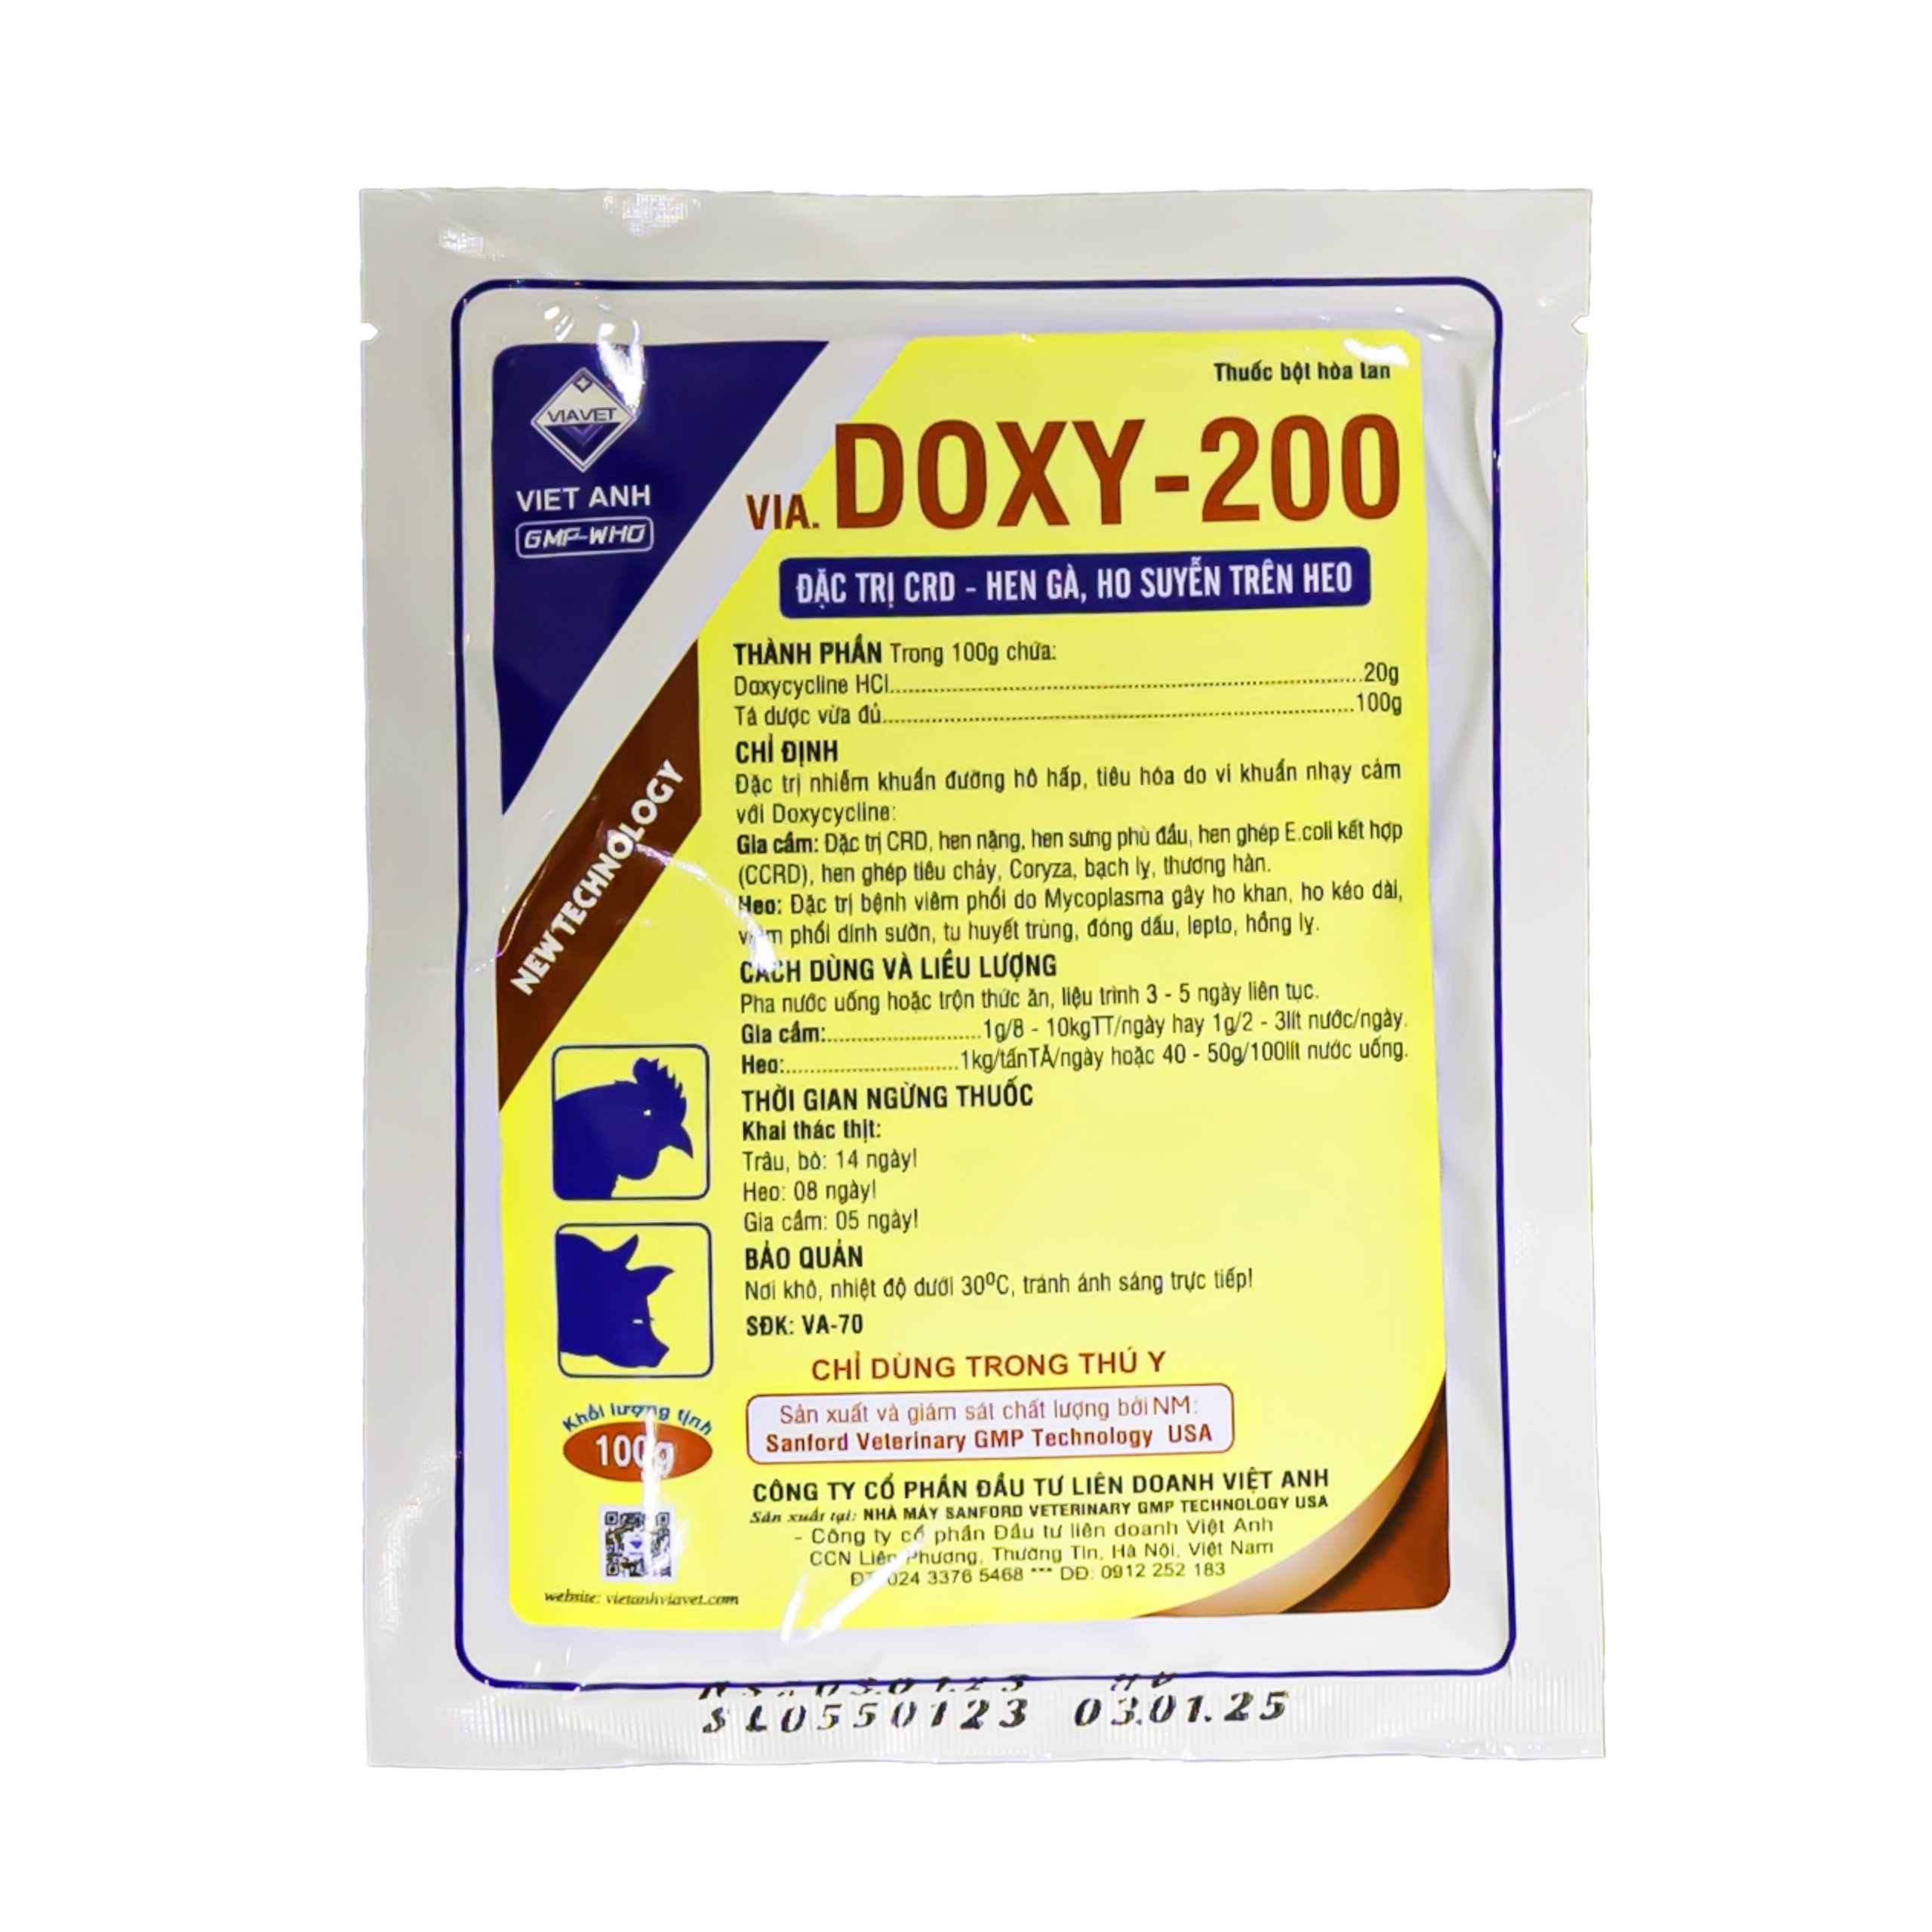 Thuốc bột hòa tan
VIAVET
VIET ANH
GMP-WHO
VIA. DOXY-200
ĐẶC TRỊ CRD - HEN GÀ, HO SUYỄN TRÊN HEO
NEW TECHNOLOGY
THÀNH PHẦN Trong 100g chứa:
Doxycycline HCl...20g
Tá dược vừa đủ...100g
CHỈ ĐỊNH
Đặc trị nhiễm khuẩn đường hô hấp, tiêu hóa do vi khuẩn nhạy cảm
với Doxycycline:
Gia cầm: Đặc trị CRD, hen nặng, hen sưng phù đầu, hen ghép E.coli kết hợp
(CCRD), hen ghép tiêu chảy, Coryza, bạch lỵ, thương hàn.
Heo: Đặc trị bệnh viêm phổi do Mycoplasma gây ho khan, ho kéo dài,
viêm phổi dính sườn, tụ huyết trùng, đóng dấu, lepto, hồng lỵ.
CÁCH DÙNG VÀ LIỀU LƯỢNG
Pha nước uống hoặc trộn thức ăn, liệu trình 3 - 5 ngày liên tục.
Gia cầm:...1g/8 - 10kgTT/ngày hay 1g/2 - 3lít nước/ngày.
Heo:...1kg/tấnTĂ/ngày hoặc 40 - 50g/100lít nước uống.
THỜI GIAN NGỪNG THUỐC
Khai thác thịt:
Trâu, bò: 14 ngày!
Heo: 08 ngày!
Gia cầm: 05 ngày!
BẢO QUẢN
Nơi khô, nhiệt độ dưới 30ºC, tránh ánh sáng trực tiếp!
SĐK: VA-70
CHỈ DÙNG TRONG THÚ Y
Sản xuất và giám sát chất lượng bởi NM:
Sanford Veterinary GMP Technology USA
Khối lượng tịnh
100g
CÔNG TY CỔ PHẦN ĐẦU TƯ LIÊN DOANH VIỆT ANH
Sản xuất tại: NHÀ MÁY SANFORD VETERINARY GMP TECHNOLOGY USA
- Công ty cổ phần Đầu tư liên doanh Việt Anh
CCN Liên Phương, Thường Tín, Hà Nội, Việt Nam
ĐT: 024 3376 5468 *** DĐ: 0912 252 183
website: vietanhviavet.com
SL0550123 03.01.25